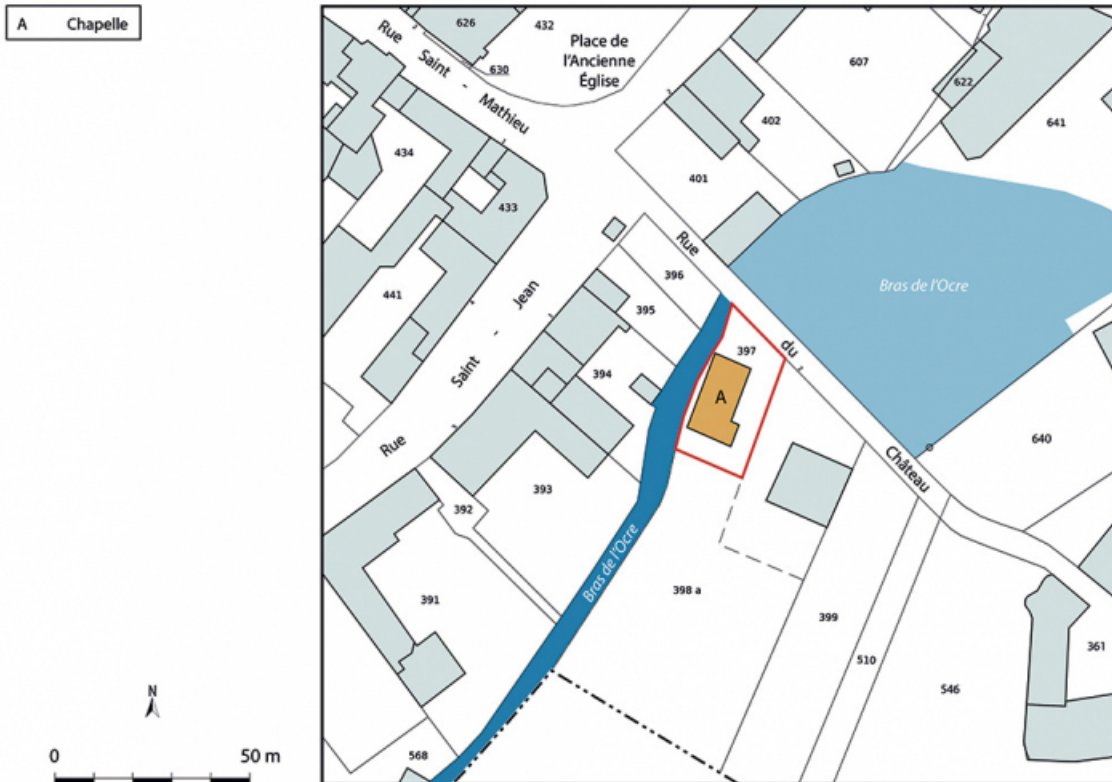 A Chapelle
626
432
Place de
l'Ancienne
Église
630
Rue Saint - Mathieu
607
622
641
402
401
434
433
441
Rue Saint - Jean
396
395
394
397
A
Rue du Château
Bras de l'Ocre
640
393
392
391
Bras de l'Ocre
398 a
399
510
546
361
568
N
0 50 m